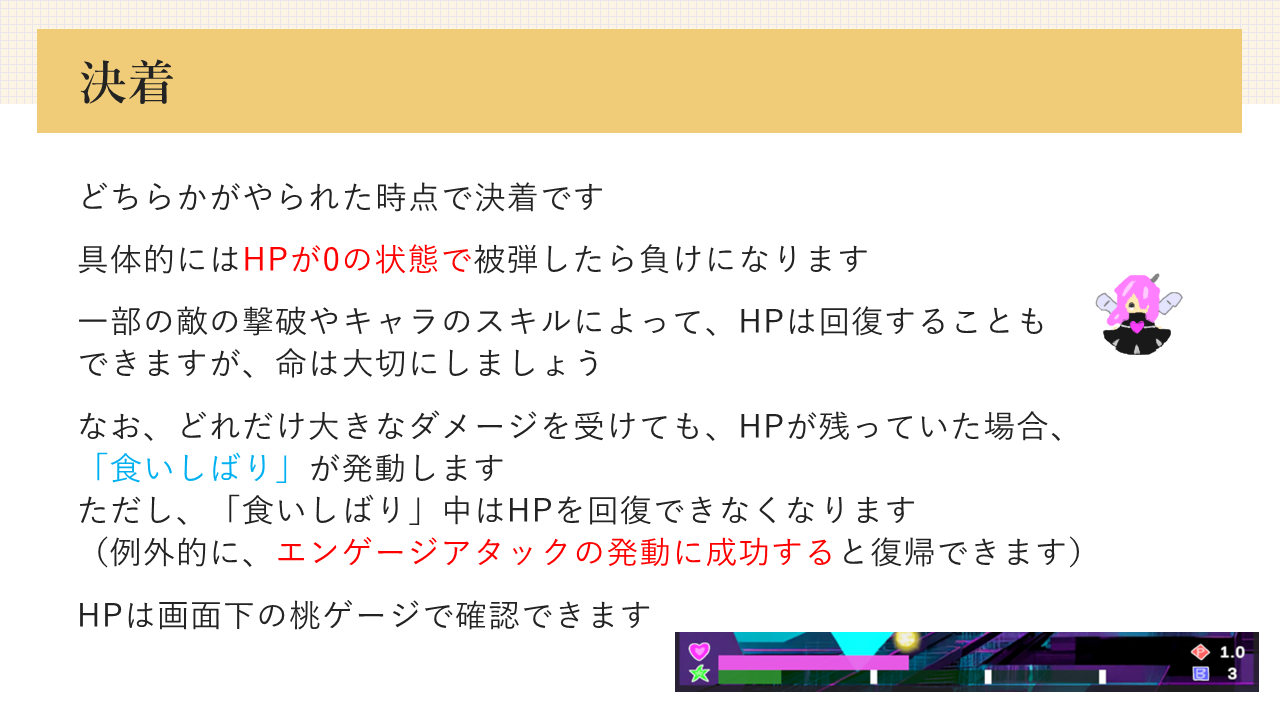 決着
どちらかがやられた時点で決着です
具体的にはHPが0の状態で被弾したら負けになります
一部の敵の撃破やキャラのスキルによって、HPは回復することも
できますが、命は大切にしましょう
なお、どれだけ大きなダメージを受けても、HPが残っていた場合、
「食いしばり」が発動します
ただし、「食いしばり」中はHPを回復できなくなります
（例外的に、エンゲージアタックの発動に成功すると復帰できます）
HPは画面下の桃ゲージで確認できます
P 1.0
B 3